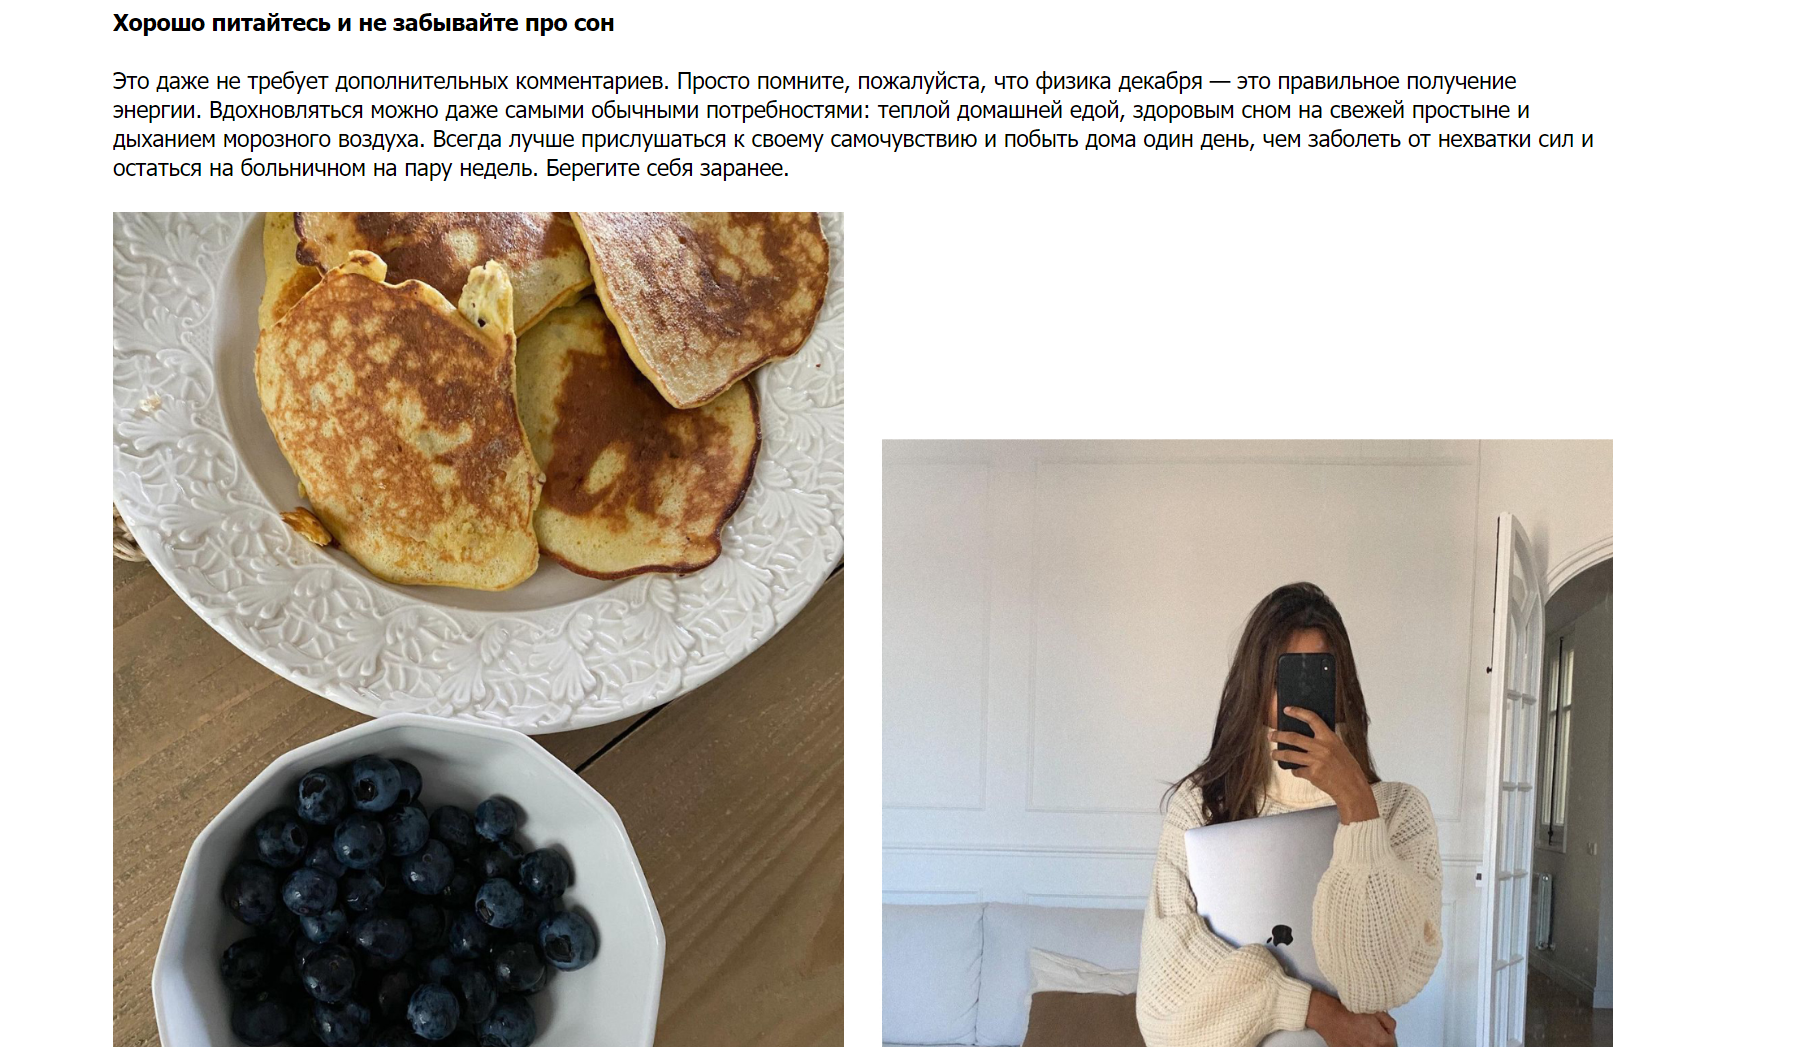 Хорошо питайтесь и не забывайте про сон
Это даже не требует дополнительных комментариев. Просто помните, пожалуйста, что физика декабря — это правильное получение
энергии. Вдохновляться можно даже самыми обычными потребностями: теплой домашней едой, здоровым сном на свежей простыне и
дыханием морозного воздуха. Всегда лучше прислушаться к своему самочувствию и побыть дома один день, чем заболеть от нехватки сил и
остаться на больничном на пару недель. Берегите себя заранее.